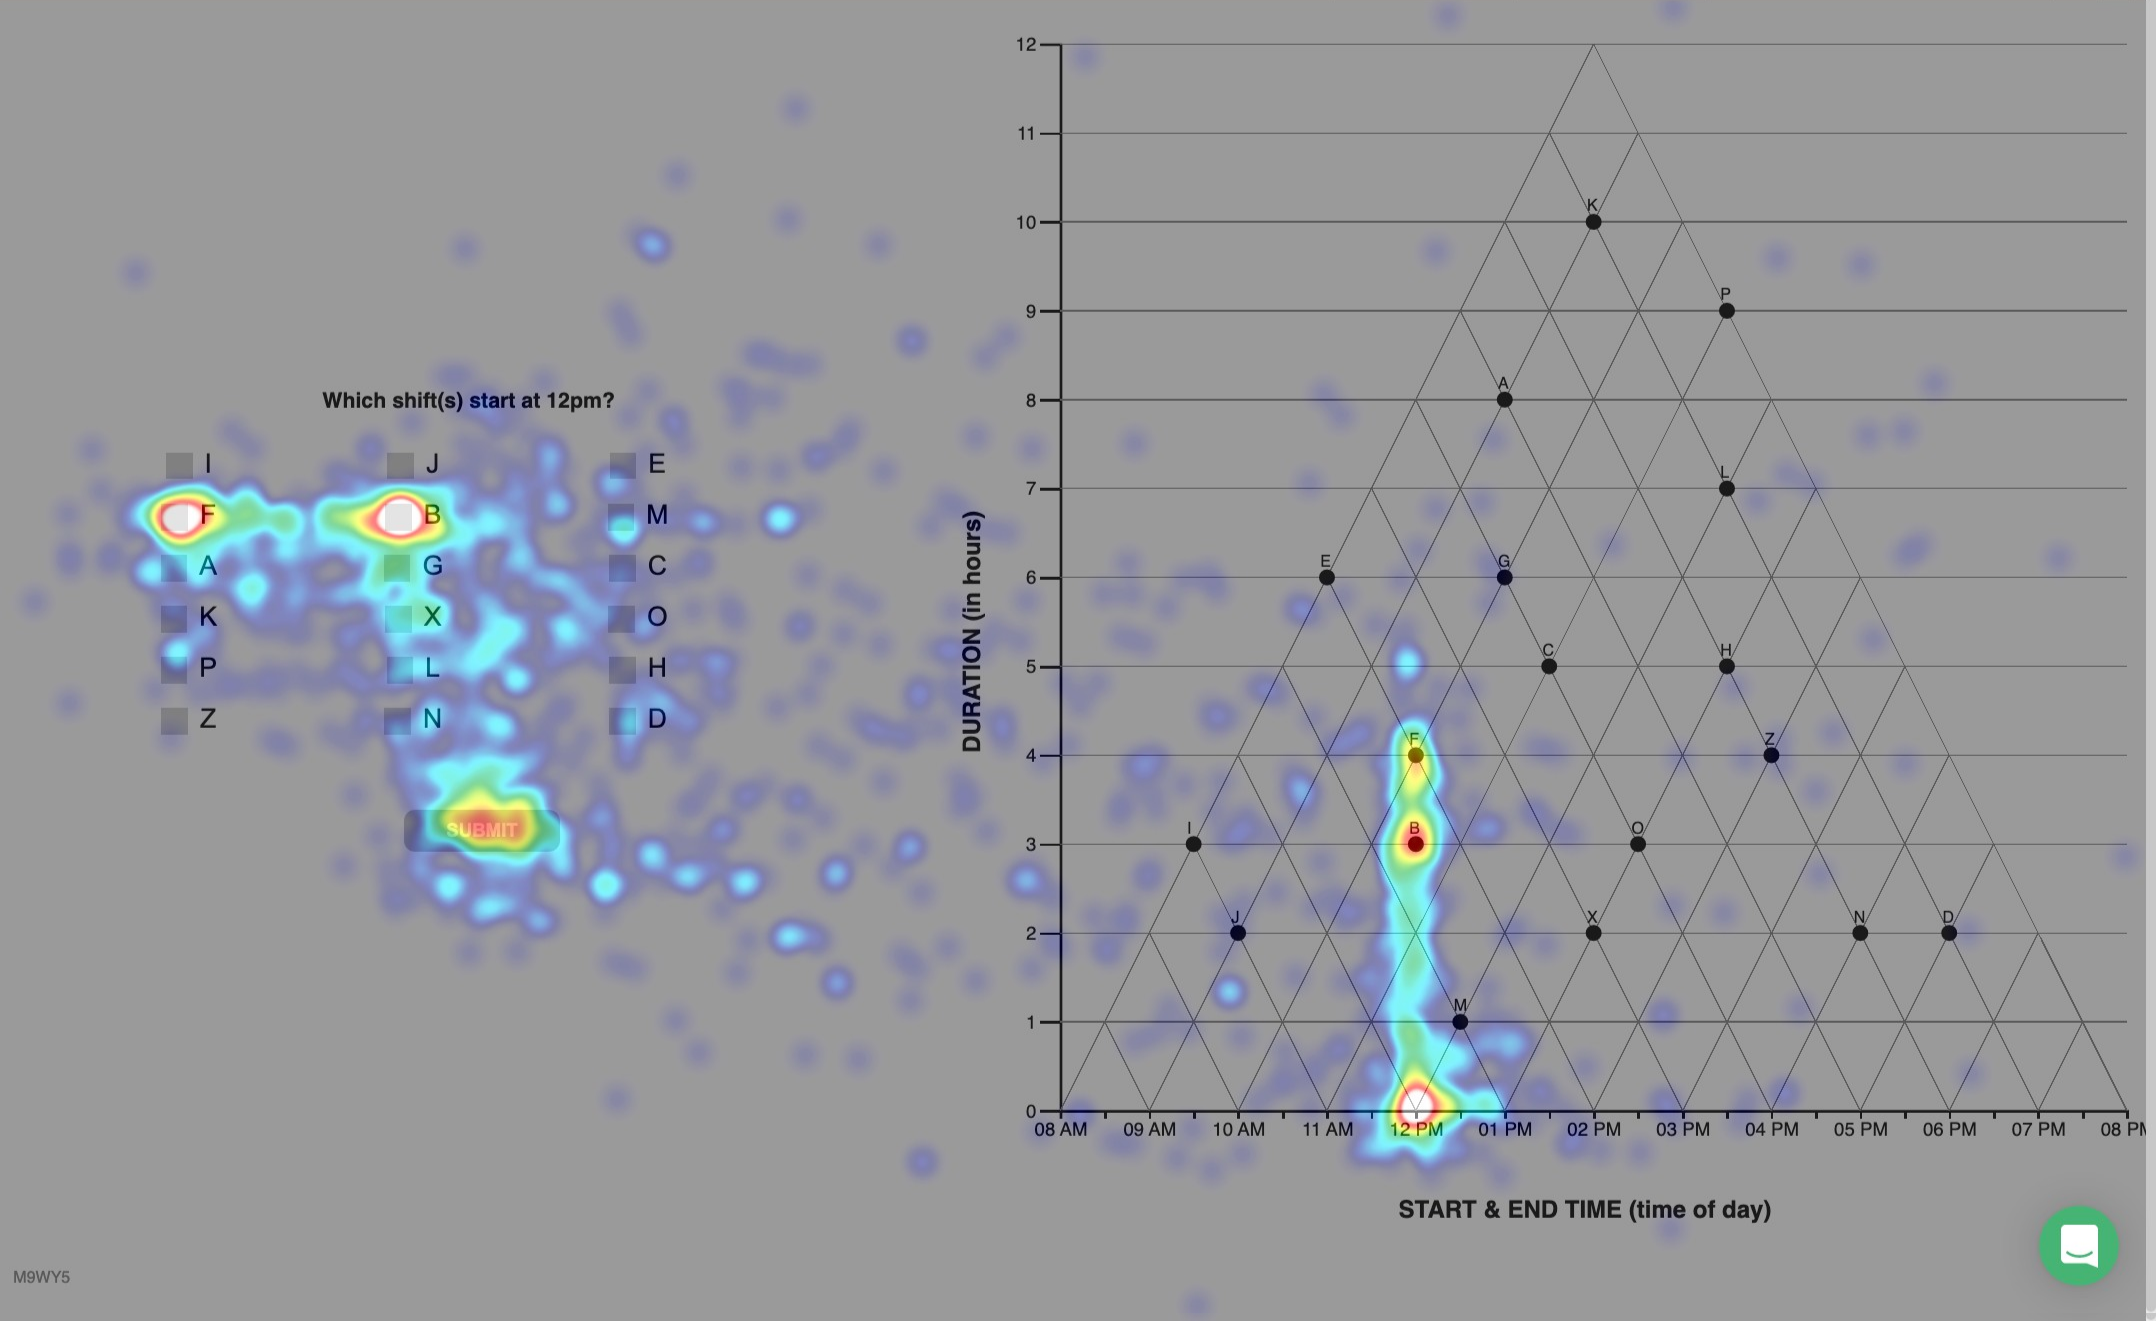 Which shift(s) start at 12pm?
I J E
F B M
A G C
K X O
P L H
Z N D
SUBMIT
M9WY5
DURATION (in hours)
12
11
10
9
8
7
6
5
4
3
2
1
0
K
P
A
L
E G
C H
F Z
I B O
J X N D
M
08 AM 09 AM 10 AM 11 AM 12 PM 01 PM 02 PM 03 PM 04 PM 05 PM 06 PM 07 PM 08 PM
START & END TIME (time of day)